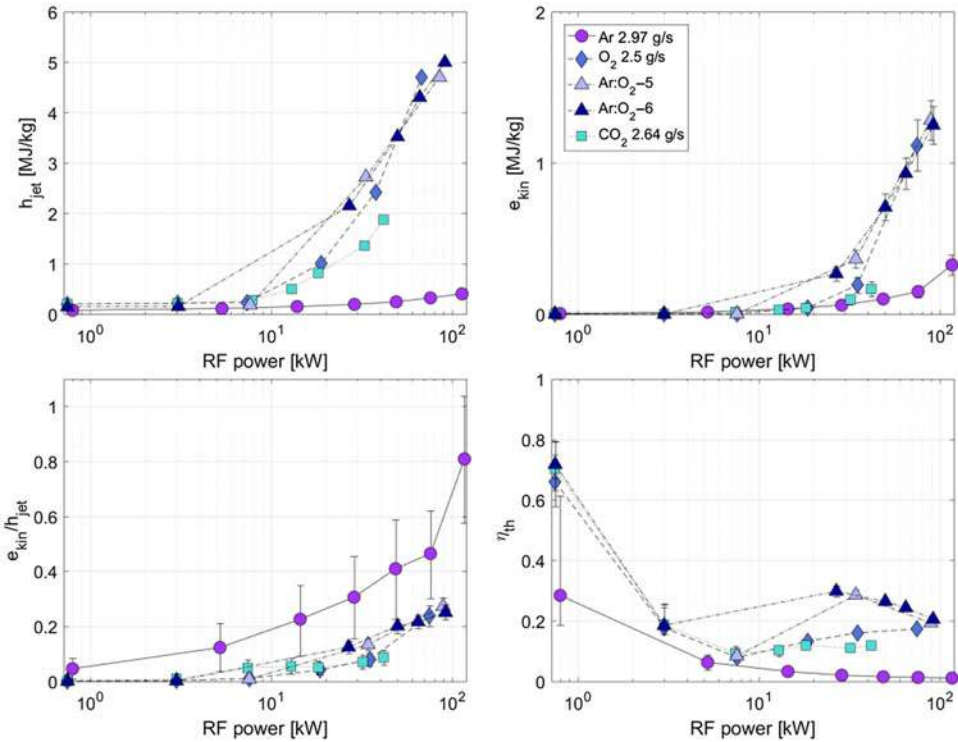 6
5
4
3
2
1
0
h_jet [MJ/kg]
10^0
10^1
10^2
RF power [kW]
2
1
0
e_kin [MJ/kg]
Ar 2.97 g/s
O_2 2.5 g/s
Ar:O_2–5
Ar:O_2–6
CO_2 2.64 g/s
10^0
10^1
10^2
RF power [kW]
1
0.8
0.6
0.4
0.2
0
e_kin/h_jet
10^0
10^1
10^2
RF power [kW]
1
0.8
0.6
0.4
0.2
0
η_th
10^0
10^1
10^2
RF power [kW]